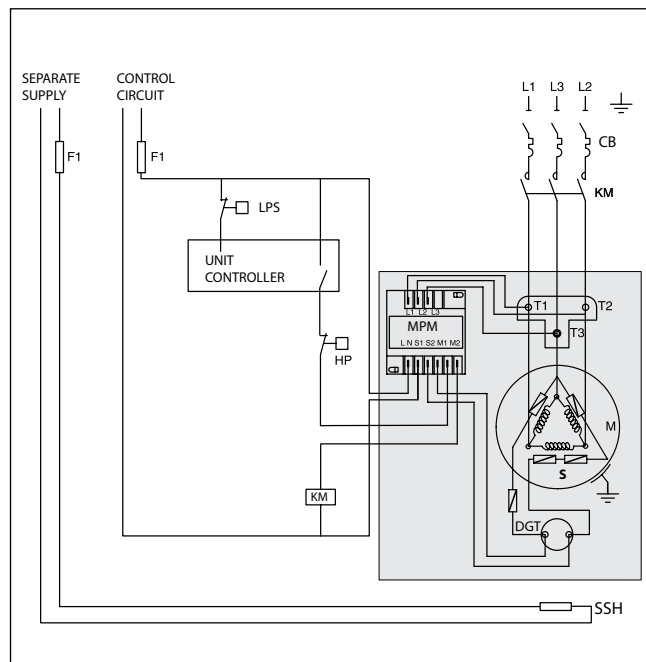 SEPARATE
SUPPLY
CONTROL
CIRCUIT
L1 L3 L2
F1
F1
CB
LPS
KM
UNIT
CONTROLLER
T1
T2
L1 L2 L3
MPM
T3
L N S1 S2 M1 M2
HP
M
S
KM
DGT
SSH